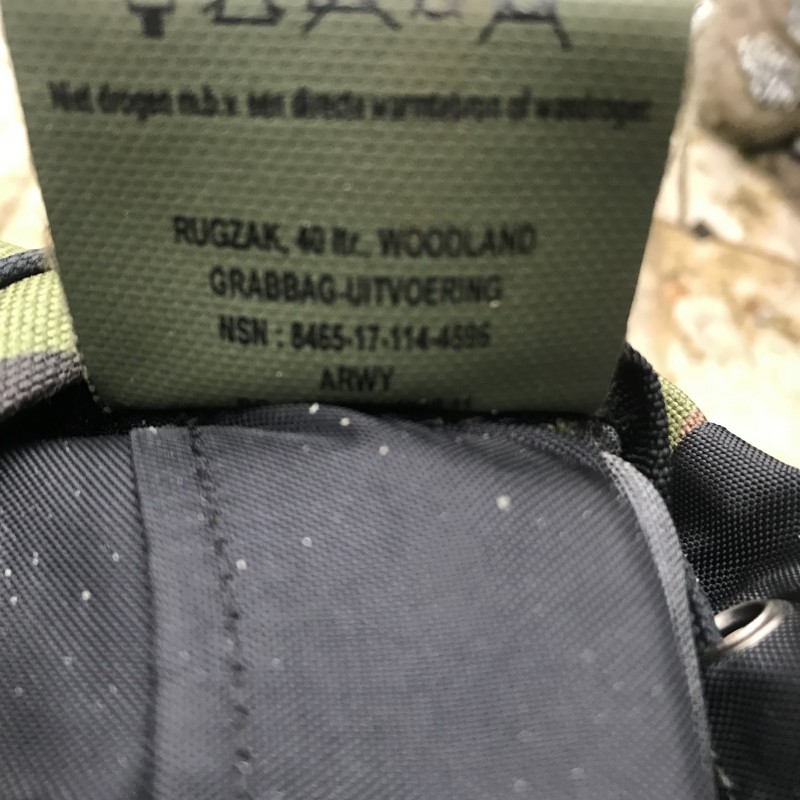 Niet drogen m.b.v. een directe warmtebron of wasdroger
RUGZAK, 40 ltr., WOODLAND
GRABBAG-UITVOERING
NSN : 8465-17-114-4596
ARWY